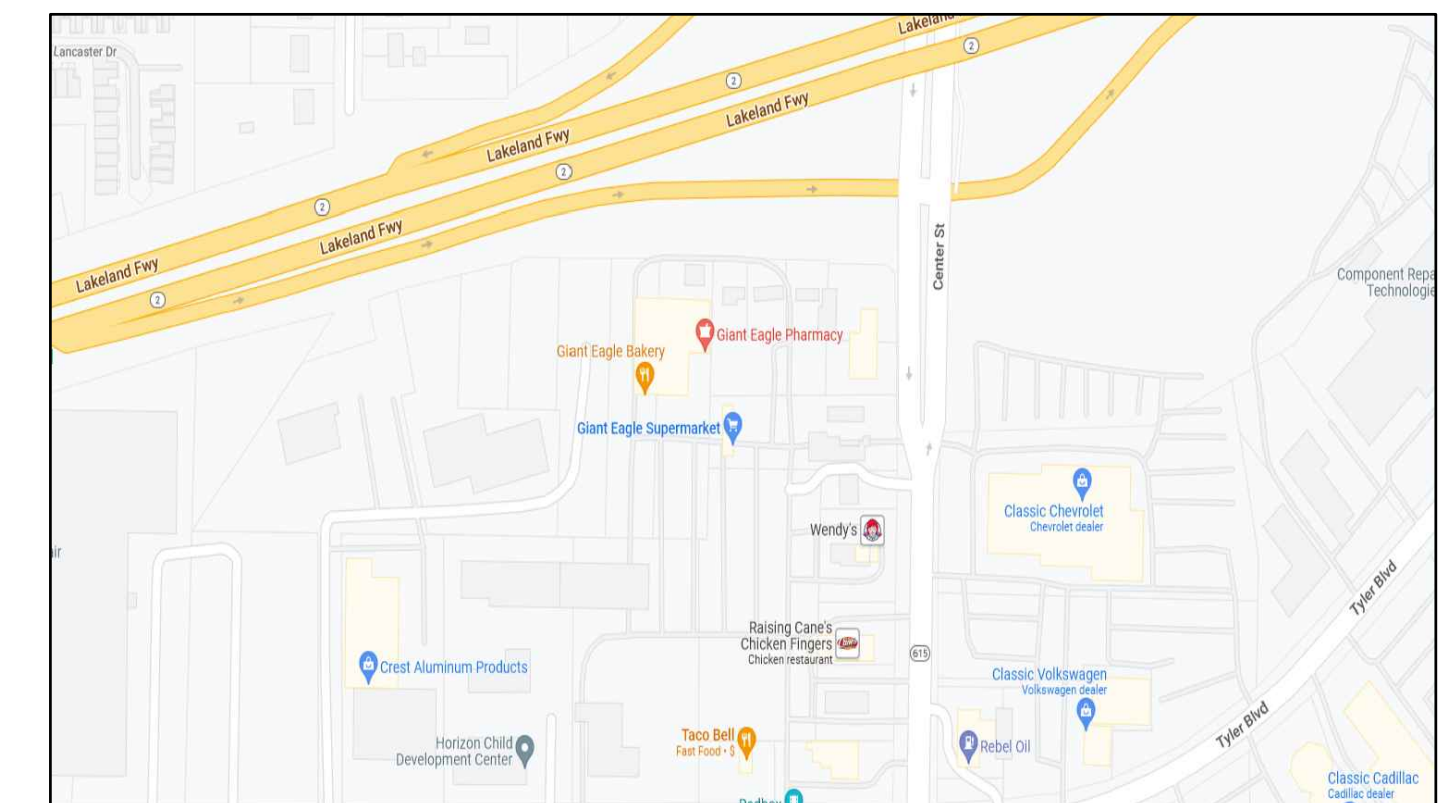 Lancaster Dr
Lakeland Fwy
2
2
Lakeland Fwy
Lakeland Fwy
2
2
Lakeland Fwy
Lakeland Fwy
2
Center St
Component Repa
Technologie
Giant Eagle Pharmacy
Giant Eagle Bakery
Giant Eagle Supermarket
Classic Chevrolet
Chevrolet dealer
Wendy's
ir
Tyler Blvd
Raising Cane's
Chicken Fingers
Chicken restaurant
615
Crest Aluminum Products
Classic Volkswagen
Volkswagen dealer
Tyler Blvd
Taco Bell
Fast Food • $
Horizon Child
Development Center
Rebel Oil
Classic Cadillac
Cadillac dealer